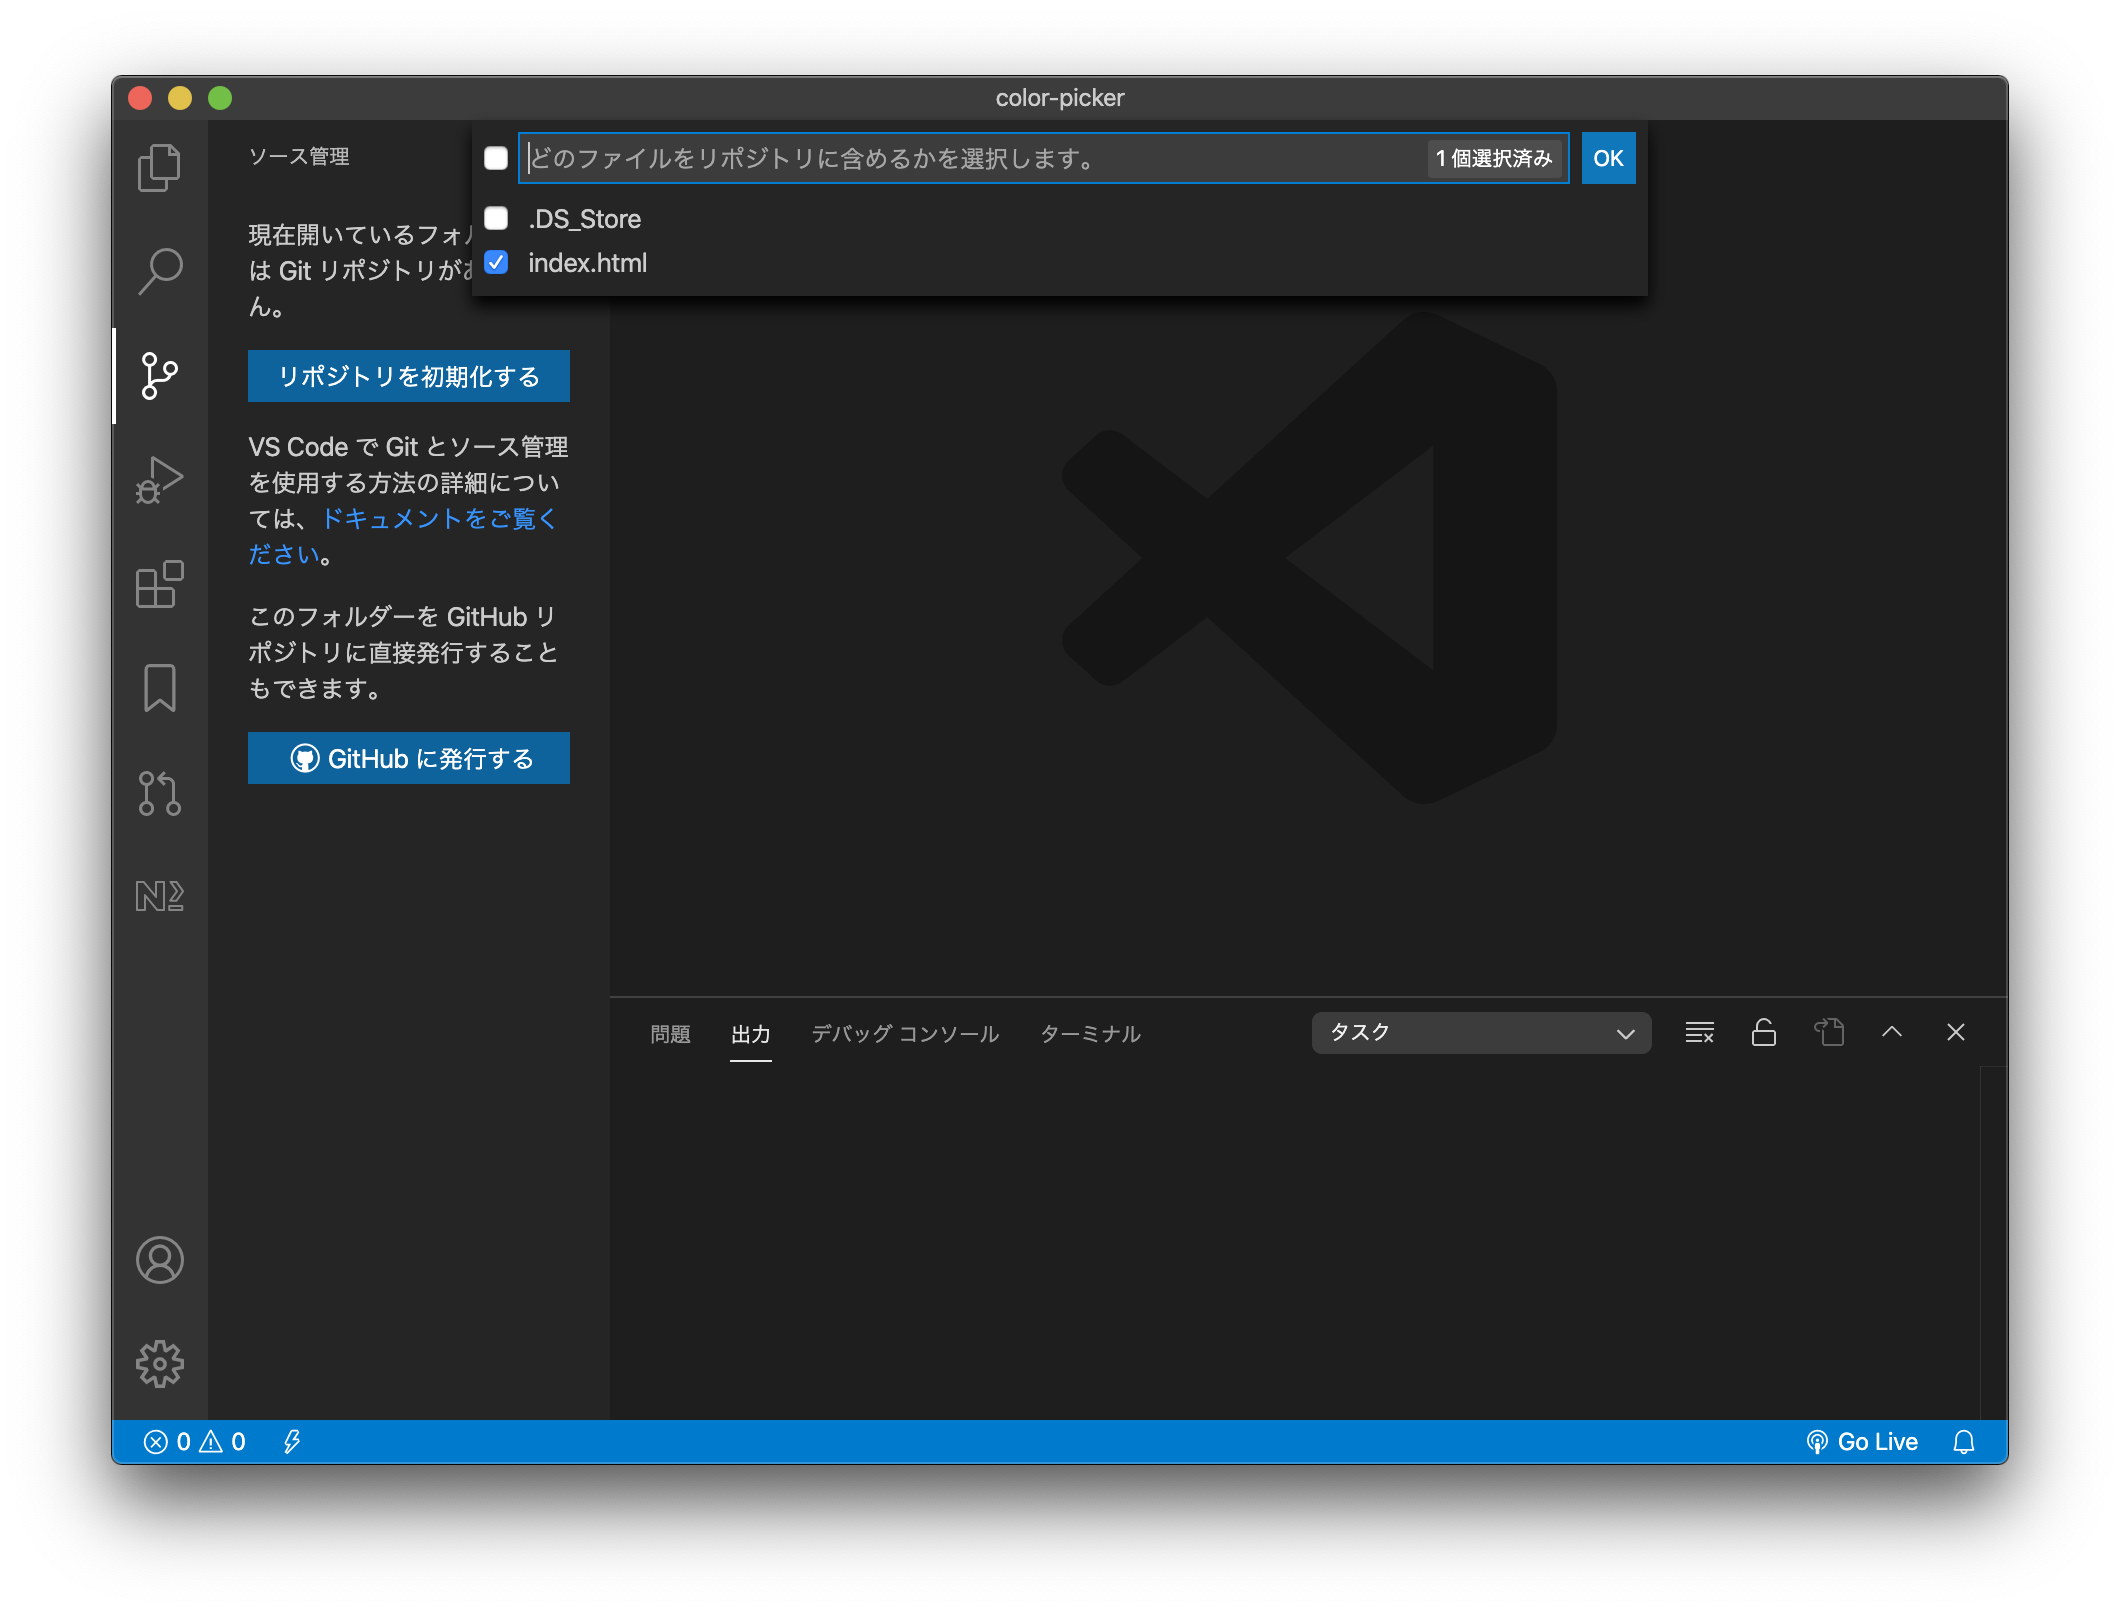 color-picker
ソース管理
どのファイルをリポジトリに含めるかを選択します。
1 個選択済み
OK
.DS_Store
index.html
現在開いているフォル
は Git リポジトリがあ
ん。
リポジトリを初期化する
VS Code で Git とソース管理
を使用する方法の詳細につい
ては、ドキュメントをご覧く
ださい。
このフォルダーを GitHub リ
ポジトリに直接発行すること
もできます。
GitHub に発行する
問題 出力 デバッグ コンソール ターミナル
タスク
0 0
Go Live